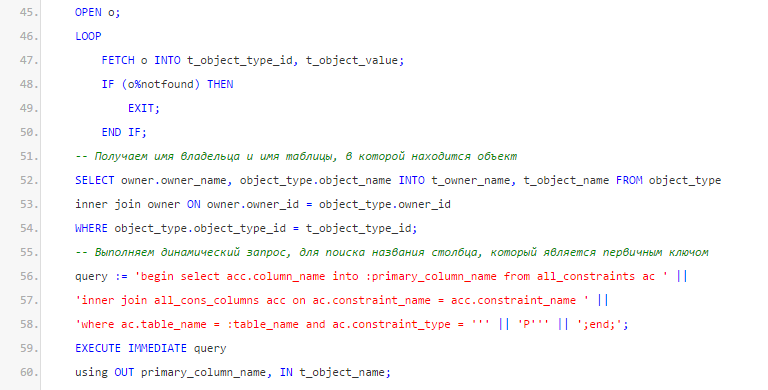 45. OPEN o;
46. LOOP
47. FETCH o INTO t_object_type_id, t_object_value;
48. IF (o%notfound) THEN
49. EXIT;
50. END IF;
51. -- Получаем имя владельца и имя таблицы, в которой находится объект
52. SELECT owner.owner_name, object_type.object_name INTO t_owner_name, t_object_name FROM object_type
53. inner join owner ON owner.owner_id = object_type.owner_id
54. WHERE object_type.object_type_id = t_object_type_id;
55. -- Выполняем динамический запрос, для поиска названия столбца, который является первичным ключом
56. query := 'begin select acc.column_name into :primary_column_name from all_constraints ac ' ||
57. 'inner join all_cons_columns acc on ac.constraint_name = acc.constraint_name ' ||
58. 'where ac.table_name = :table_name and ac.constraint_type = ''' || 'P''' || ';end;';
59. EXECUTE IMMEDIATE query
60. using OUT primary_column_name, IN t_object_name;